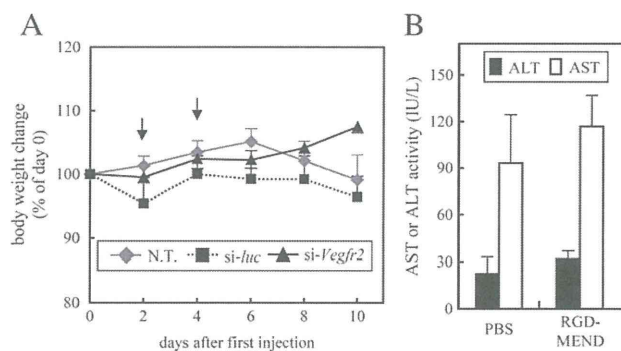 A
body weight change
(% of day 0)
120
110
100
90
80
N.T.
si-luc
si-Vegfr2
0
2
4
6
8
10
days after first injection
B
AST or ALT activity (IU/L)
ALT
AST
150
120
90
60
30
0
PBS
RGD-
MEND